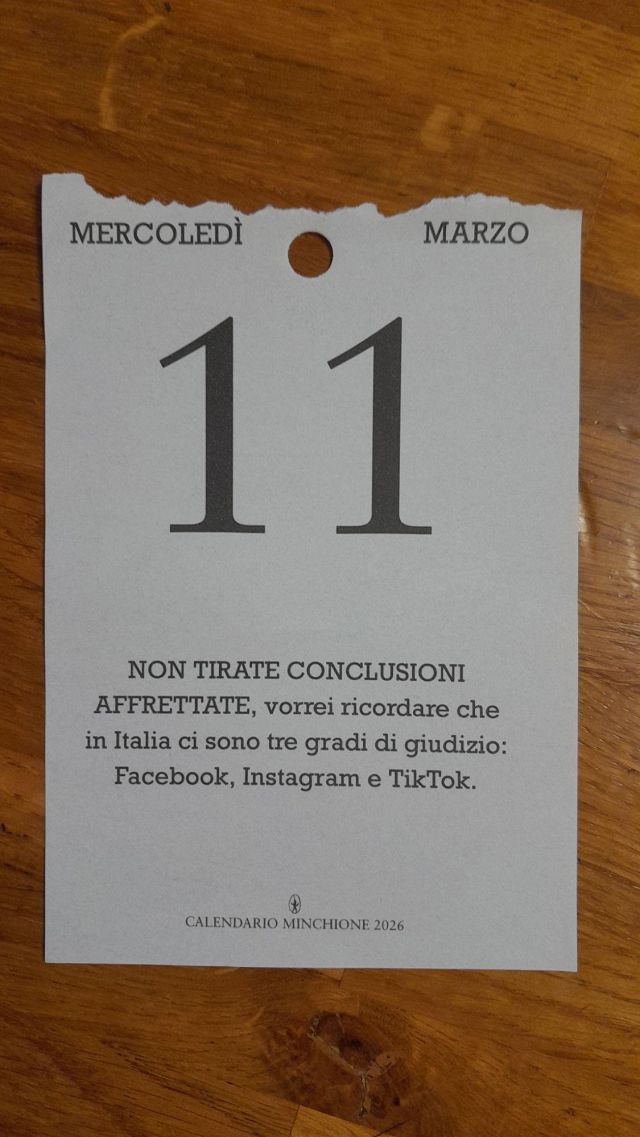 MERCOLEDÌ MARZO
11
NON TIRATE CONCLUSIONI
AFFRETTATE, vorrei ricordare che
in Italia ci sono tre gradi di giudizio:
Facebook, Instagram e TikTok.
CALENDARIO MINCHIONE 2026